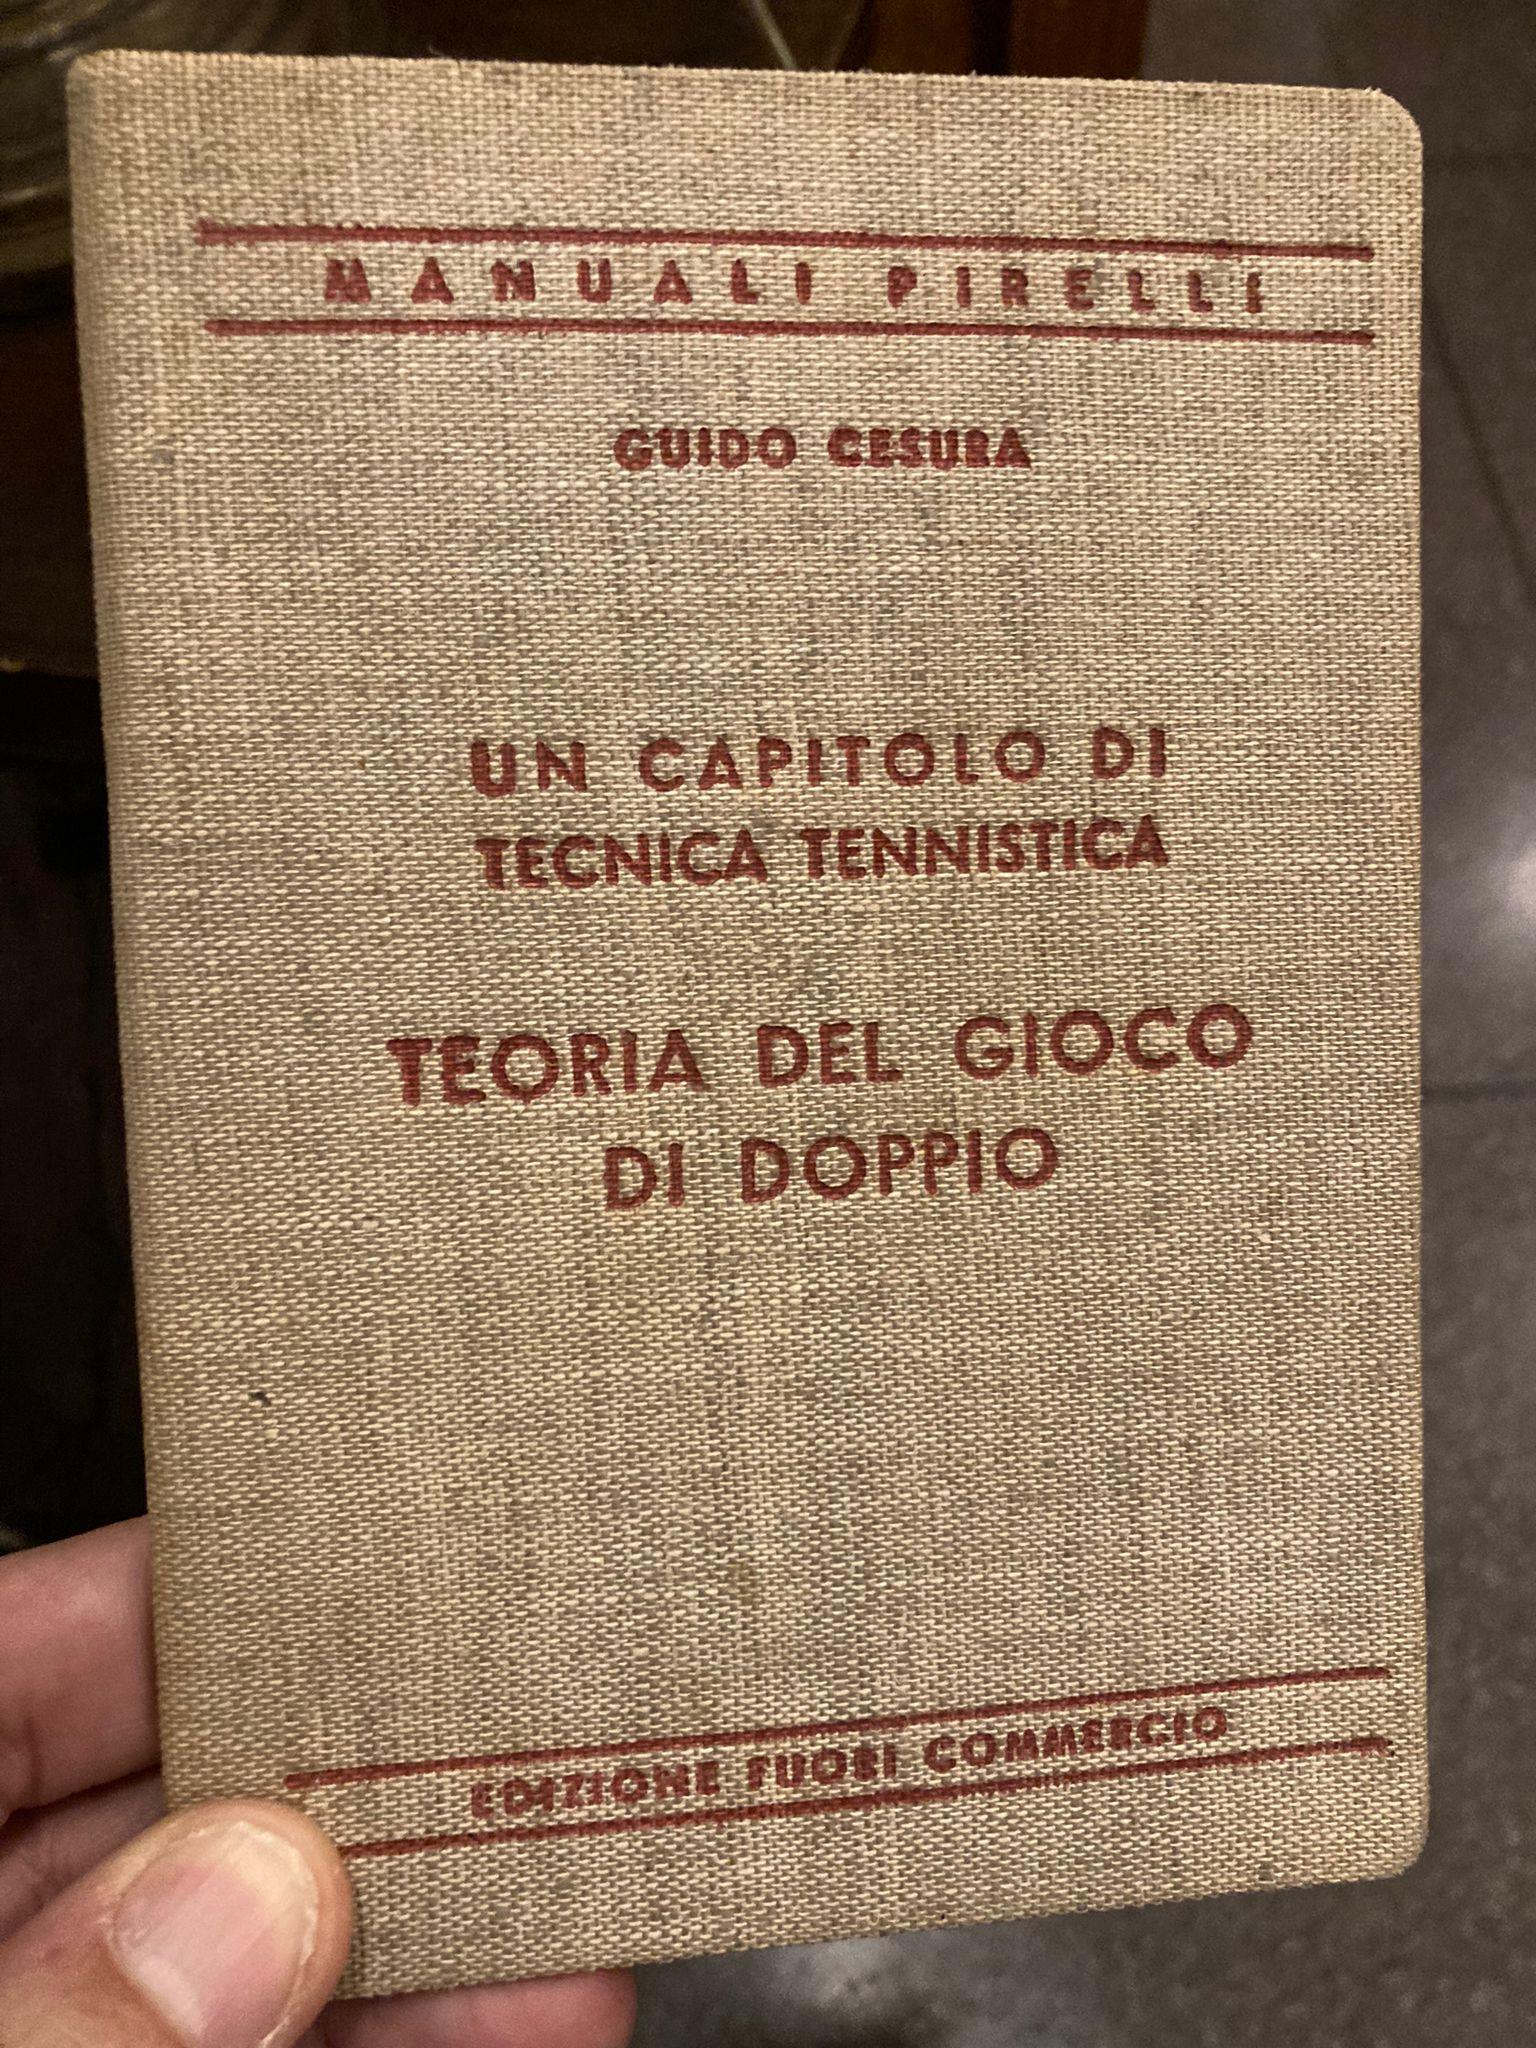 MANUALI PIRELLI
GUIDO CESURA
UN CAPITOLO DI
TECNICA TENNISTICA
TEORIA DEL GIOCO
DI DOPPIO
EDIZIONE FUORI COMMERCIO